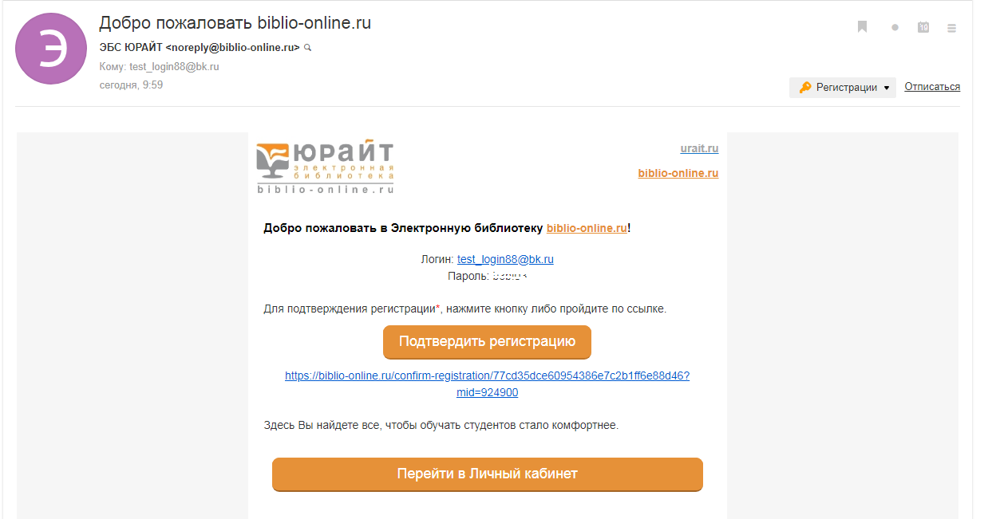 Э
Добро пожаловать biblio-online.ru
ЭБС ЮРАЙТ <noreply@biblio-online.ru>
Кому: test_login88@bk.ru
сегодня, 9:59
19
Регистрации
Отписаться
ЮРАЙТ
электронная
библиотека
biblio-online.ru
urait.ru
biblio-online.ru
Добро пожаловать в Электронную библиотеку biblio-online.ru!
Логин: test_login88@bk.ru
Пароль:
Для подтверждения регистрации*, нажмите кнопку либо пройдите по ссылке.
Подтвердить регистрацию
https://biblio-online.ru/confirm-registration/77cd35dce60954386e7c2b1ff6e88d46?
mid=924900
Здесь Вы найдете все, чтобы обучать студентов стало комфортнее.
Перейти в Личный кабинет